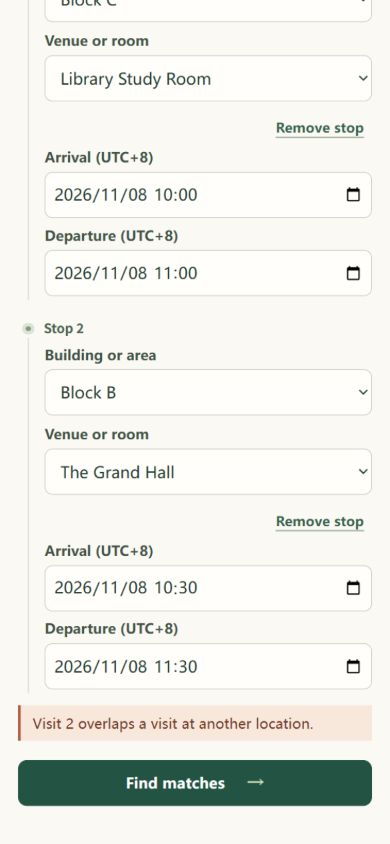 Block C
Venue or room
Library Study Room
Remove stop
Arrival (UTC+8)
2026/11/08 10:00
Departure (UTC+8)
2026/11/08 11:00
Stop 2
Building or area
Block B
Venue or room
The Grand Hall
Remove stop
Arrival (UTC+8)
2026/11/08 10:30
Departure (UTC+8)
2026/11/08 11:30
Visit 2 overlaps a visit at another location.
Find matches →